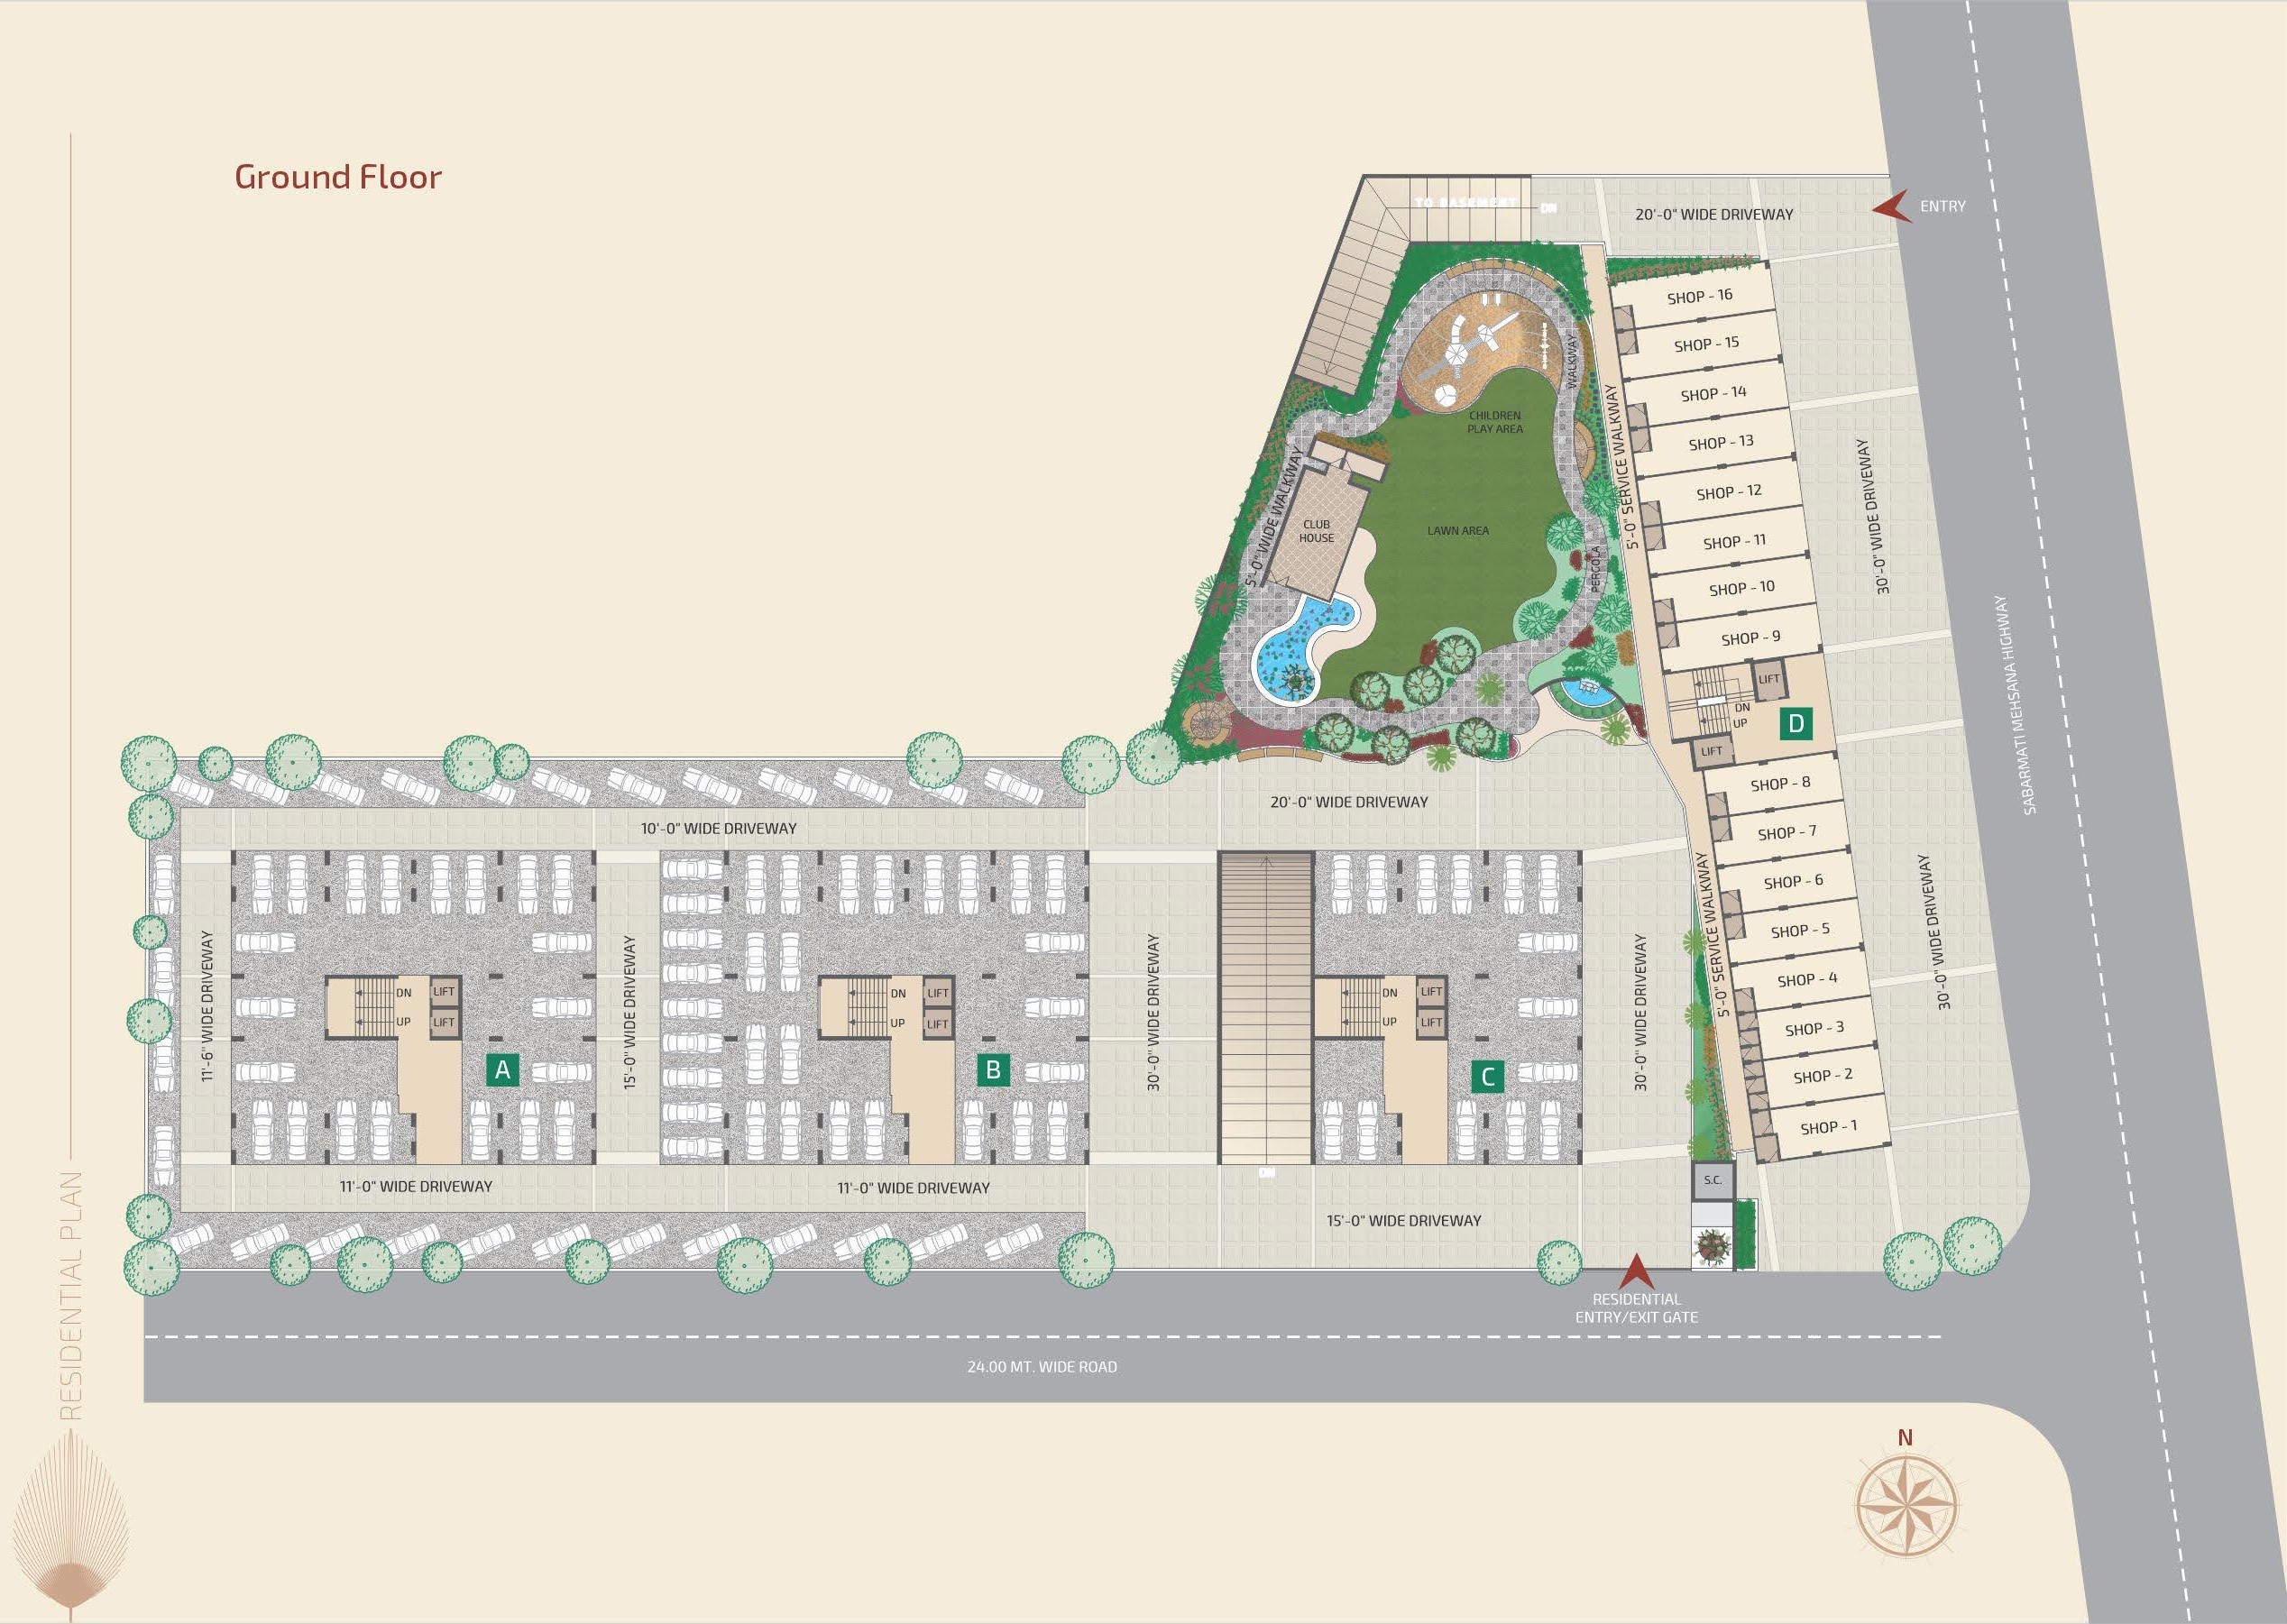 Ground Floor
TO BASEMENT
DN
20'-0" WIDE DRIVEWAY
ENTRY
SHOP - 16
SHOP - 15
SHOP - 14
SHOP - 13
SHOP - 12
SHOP - 11
SHOP - 10
SHOP - 9
WALKWAY
CHILDREN
PLAY AREA
5'-0" SERVICE WALKWAY
5'-0" WIDE WALKWAY
CLUB
HOUSE
LAWN AREA
PERGOLA
30'-0" WIDE DRIVEWAY
SABARMATI MEHSANA HIGHWAY
LIFT
DN
UP
D
LIFT
SHOP - 8
SHOP - 7
SHOP - 6
SHOP - 5
SHOP - 4
SHOP - 3
SHOP - 2
SHOP - 1
5'-0" SERVICE WALKWAY
30'-0" WIDE DRIVEWAY
20'-0" WIDE DRIVEWAY
10'-0" WIDE DRIVEWAY
11'-6" WIDE DRIVEWAY
DN
UP
LIFT
LIFT
A
15'-0" WIDE DRIVEWAY
DN
UP
LIFT
LIFT
B
30'-0" WIDE DRIVEWAY
DN
UP
LIFT
LIFT
C
30'-0" WIDE DRIVEWAY
DN
S.C.
11'-0" WIDE DRIVEWAY
11'-0" WIDE DRIVEWAY
15'-0" WIDE DRIVEWAY
RESIDENTIAL
ENTRY/EXIT GATE
24.00 MT. WIDE ROAD
RESIDENTIAL PLAN
N